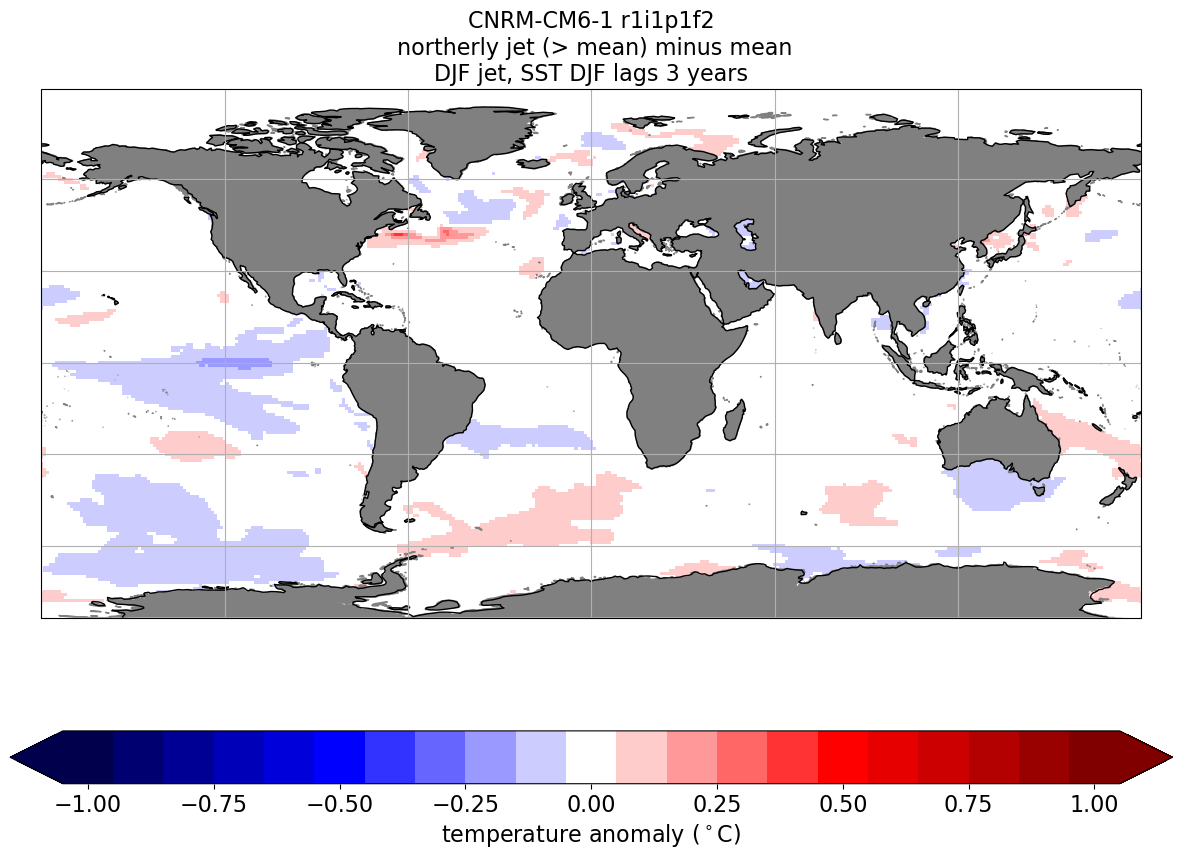 CNRM-CM6-1 r1i1p1f2
northerly jet (> mean) minus mean
DJF jet, SST DJF lags 3 years
−1.00 −0.75 −0.50 −0.25 0.00 0.25 0.50 0.75 1.00
temperature anomaly (°C)